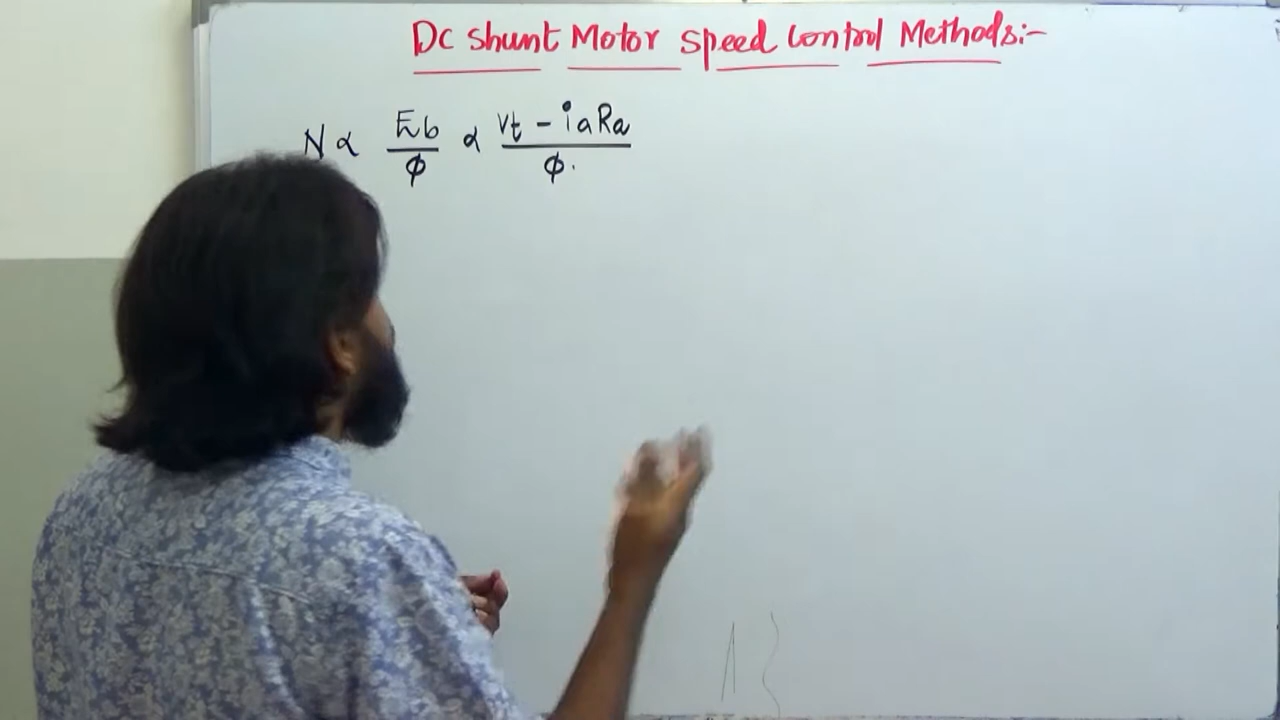 Dc shunt Motor speed control Methods:-
N ∝ Eb/ϕ ∝ Vt - iaRa/ϕ.